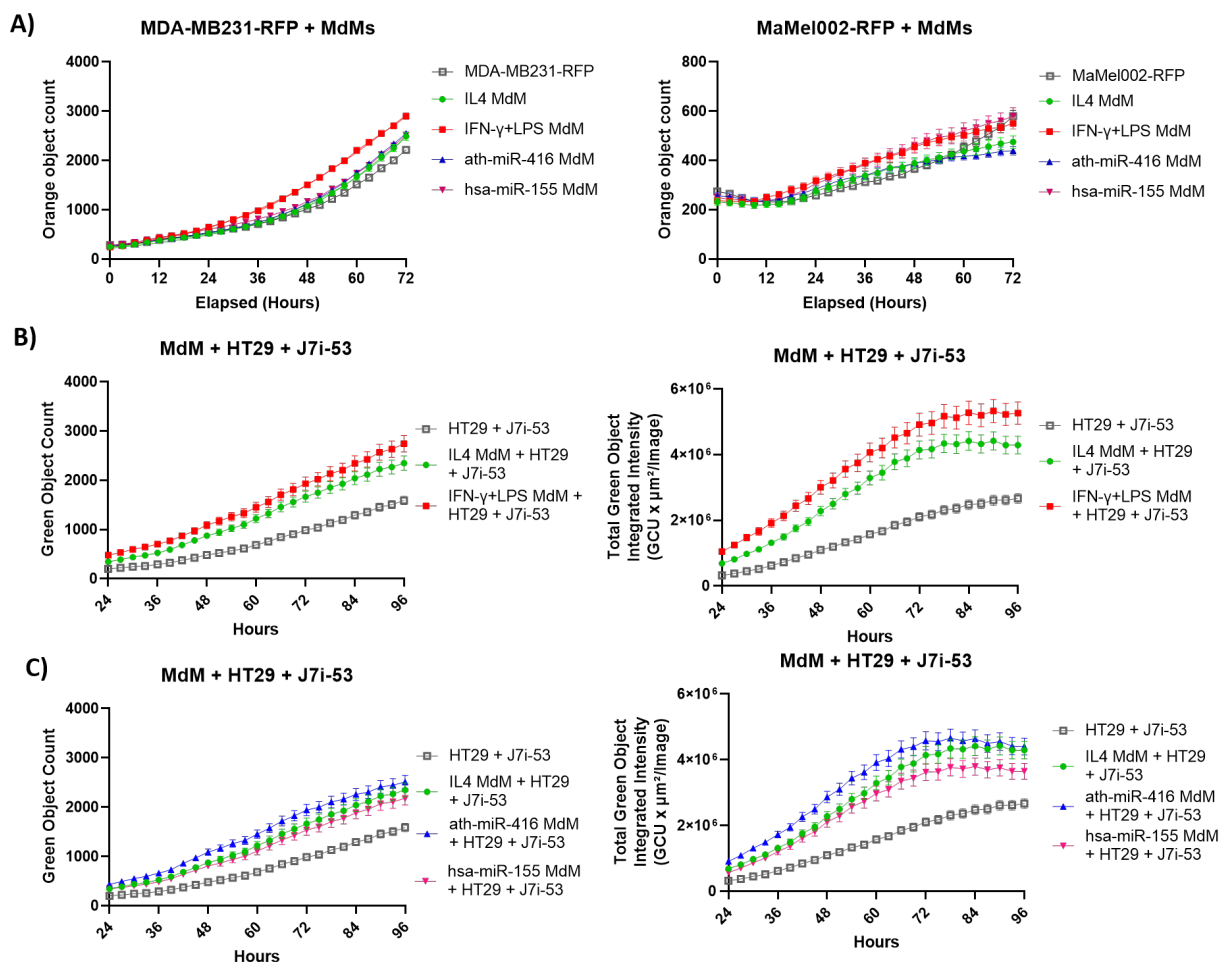 A)
MDA-MB231-RFP + MdMs
Orange object count
4000
3000
2000
1000
0
0 12 24 36 48 60 72
Elapsed (Hours)
MDA-MB231-RFP
IL4 MdM
IFN-γ+LPS MdM
ath-miR-416 MdM
hsa-miR-155 MdM
MaMel002-RFP + MdMs
Orange object count
800
600
400
200
0
0 12 24 36 48 60 72
Elapsed (Hours)
MaMel002-RFP
IL4 MdM
IFN-γ+LPS MdM
ath-miR-416 MdM
hsa-miR-155 MdM
B)
MdM + HT29 + J7i-53
Green Object Count
4000
3000
2000
1000
0
24 36 48 60 72 84 96
Hours
HT29 + J7i-53
IL4 MdM + HT29
+ J7i-53
IFN-γ+LPS MdM +
HT29 + J7i-53
MdM + HT29 + J7i-53
Total Green Object
Integrated Intensity
(GCU x µm²/Image)
6×10⁶
4×10⁶
2×10⁶
0
24 36 48 60 72 84 96
Hours
HT29 + J7i-53
IL4 MdM + HT29
+ J7i-53
IFN-γ+LPS MdM
+ HT29 + J7i-53
C)
MdM + HT29 + J7i-53
Green Object Count
4000
3000
2000
1000
0
24 36 48 60 72 84 96
Hours
HT29 + J7i-53
IL4 MdM + HT29
+ J7i-53
ath-miR-416 MdM
+ HT29 + J7i-53
hsa-miR-155 MdM
+ HT29 + J7i-53
MdM + HT29 + J7i-53
Total Green Object
Integrated Intensity
(GCU x µm²/Image)
6×10⁶
4×10⁶
2×10⁶
0
24 36 48 60 72 84 96
Hours
HT29 + J7i-53
IL4 MdM + HT29
+ J7i-53
ath-miR-416 MdM
+ HT29 + J7i-53
hsa-miR-155 MdM
+ HT29 + J7i-53